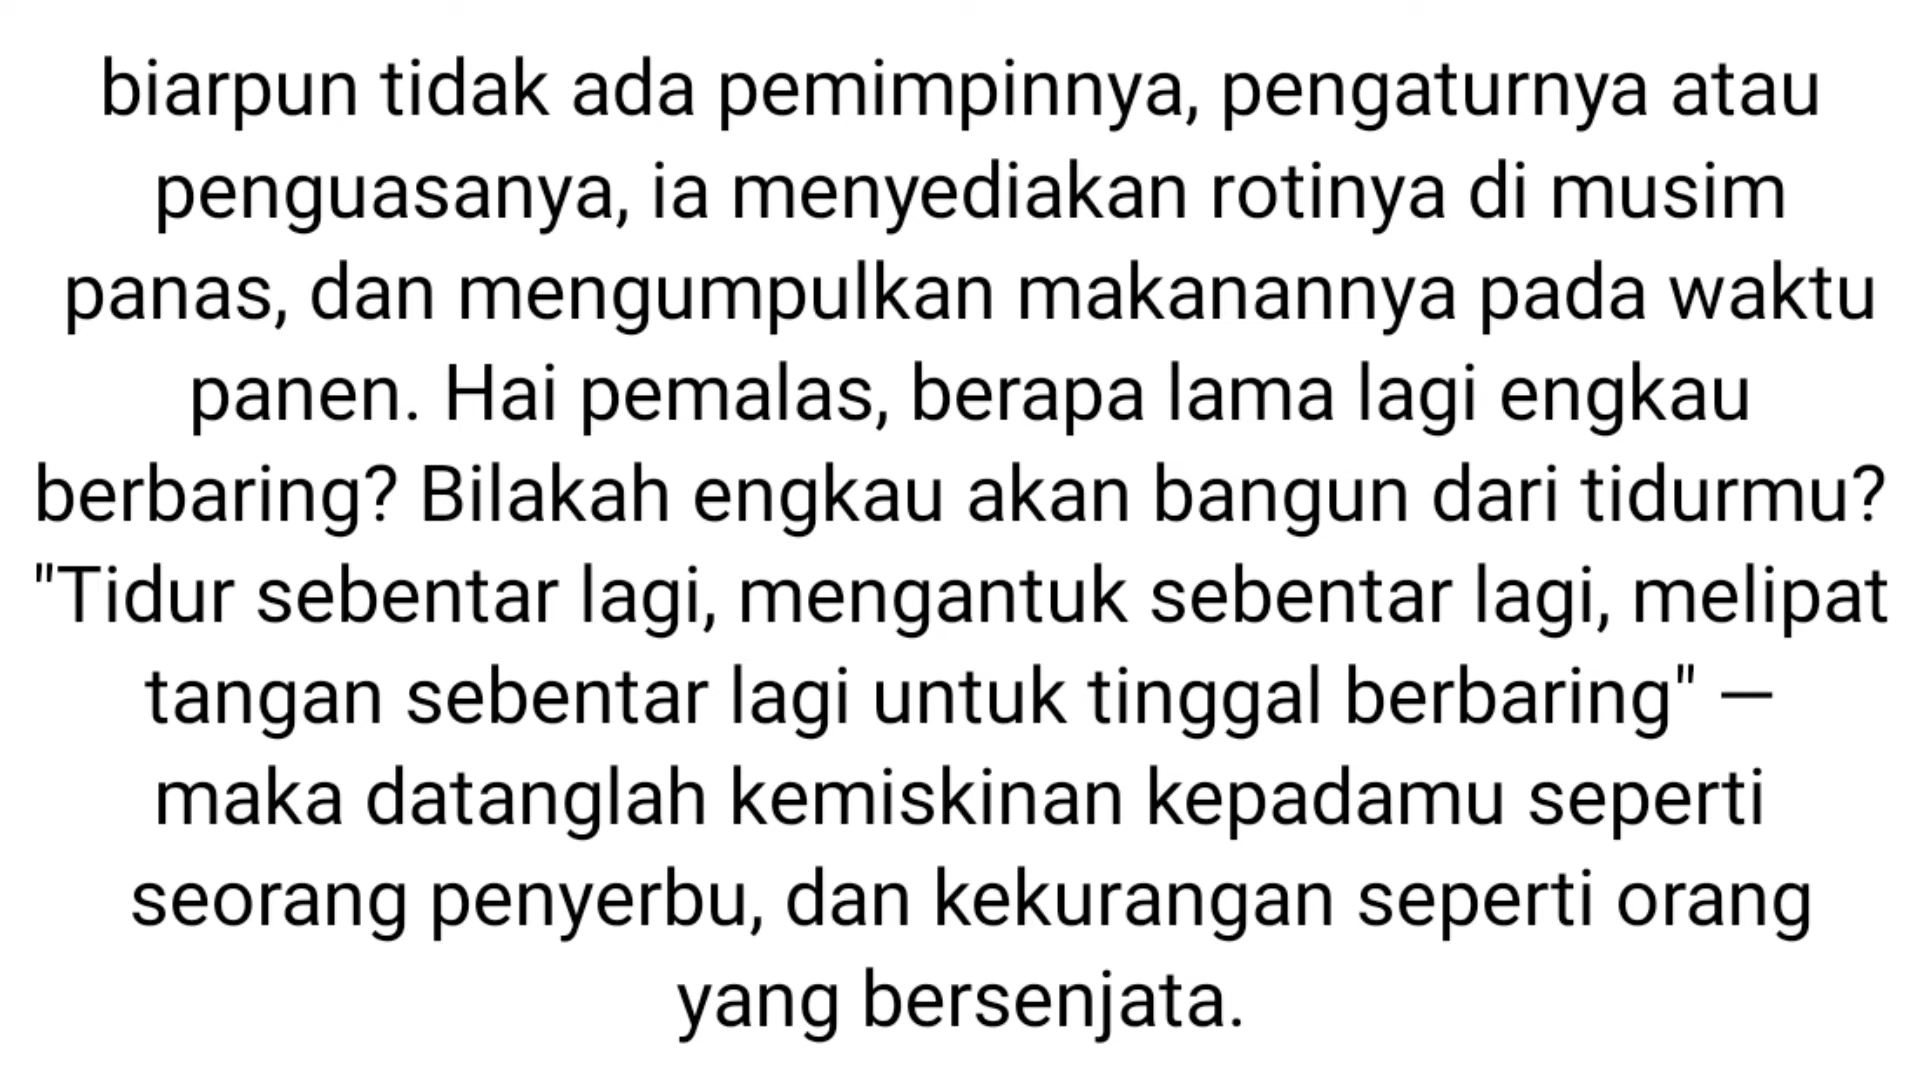 biarpun tidak ada pemimpinnya, pengaturnya atau
penguasanya, ia menyediakan rotinya di musim
panas, dan mengumpulkan makanannya pada waktu
panen. Hai pemalas, berapa lama lagi engkau
berbaring? Bilakah engkau akan bangun dari tidurmu?
"Tidur sebentar lagi, mengantuk sebentar lagi, melipat
tangan sebentar lagi untuk tinggal berbaring" —
maka datanglah kemiskinan kepadamu seperti
seorang penyerbu, dan kekurangan seperti orang
yang bersenjata.